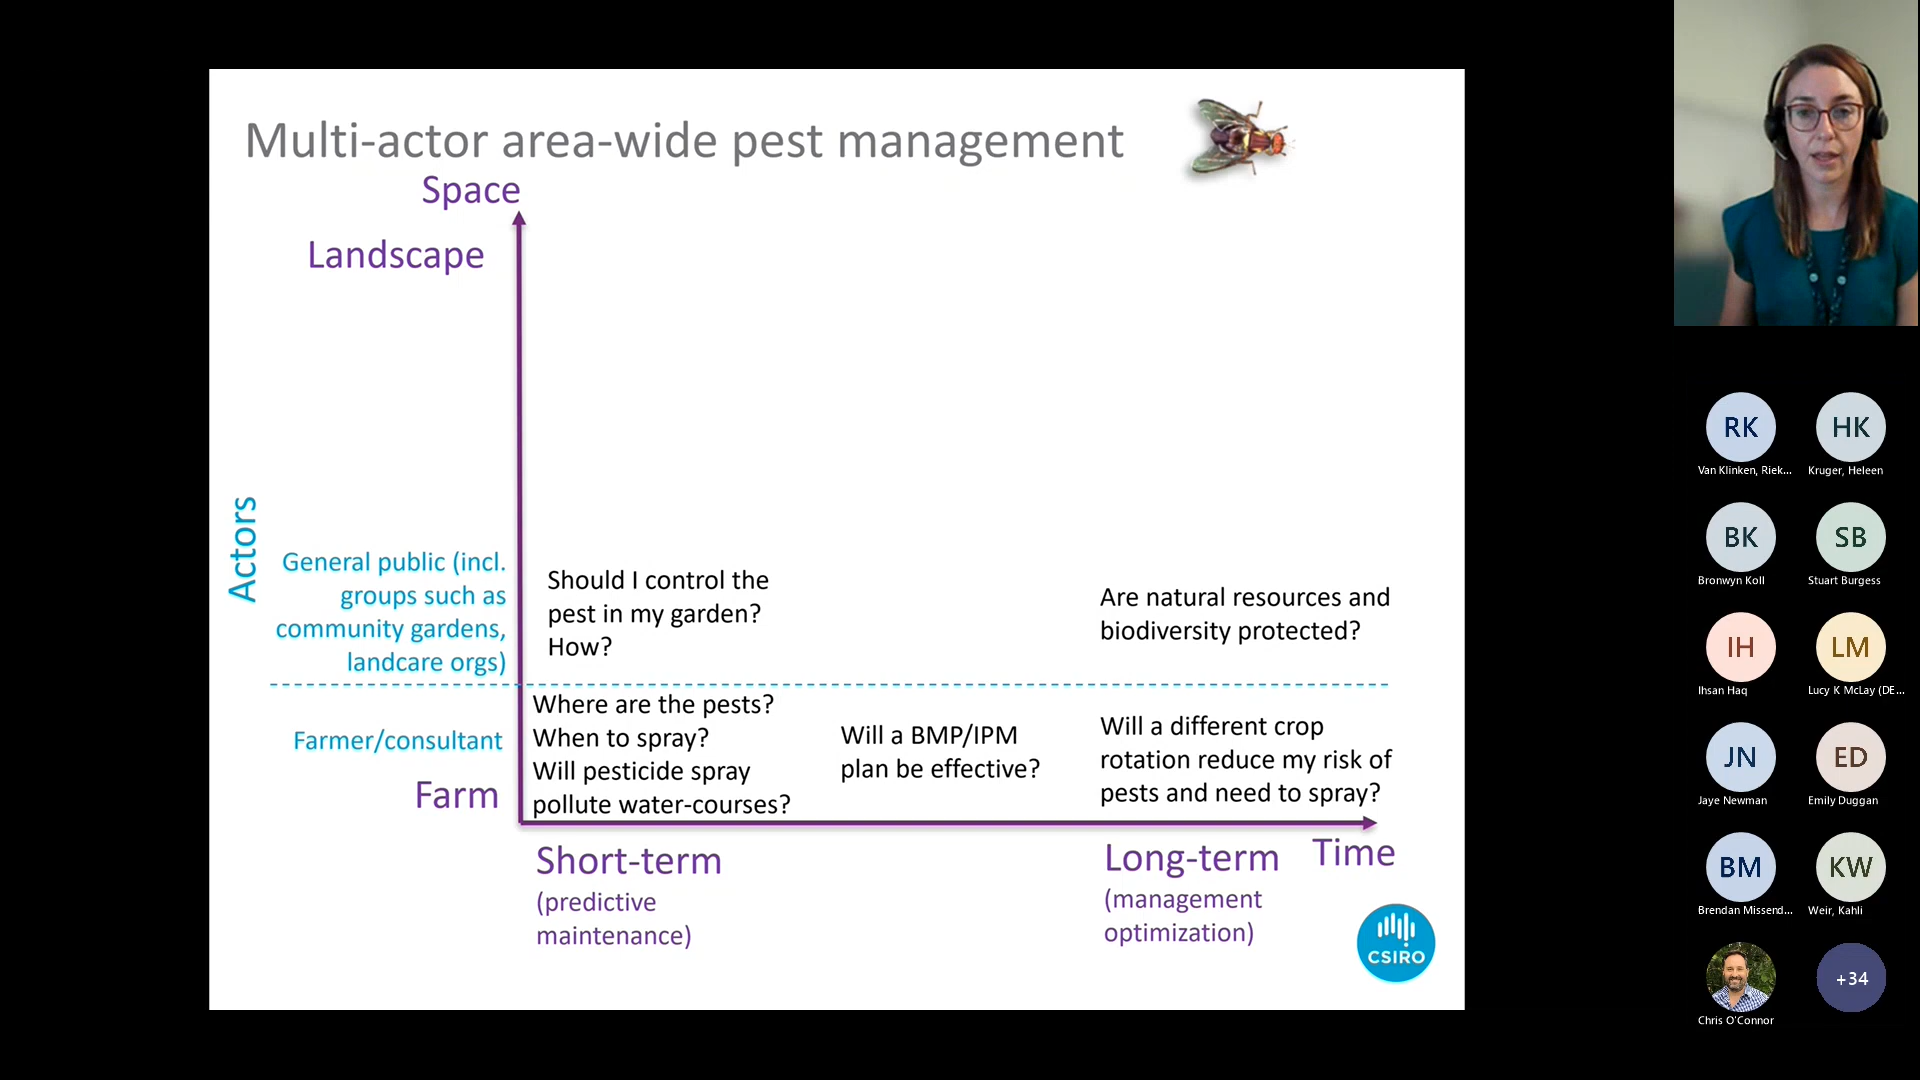 Multi-actor area-wide pest management
Space
Landscape
Actors
General public (incl.
groups such as
community gardens,
landcare orgs)
Should I control the
pest in my garden?
How?
Are natural resources and
biodiversity protected?
Farmer/consultant
Farm
Where are the pests?
When to spray?
Will pesticide spray
pollute water-courses?
Will a BMP/IPM
plan be effective?
Will a different crop
rotation reduce my risk of
pests and need to spray?
Short-term
(predictive
maintenance)
Long-term
(management
optimization)
Time
CSIRO
RK
Van Klinken, Riek...
HK
Kruger, Heleen
BK
Bronwyn Koll
SB
Stuart Burgess
IH
Ihsan Haq
LM
Lucy K McLay (DE...
JN
Jaye Newman
ED
Emily Duggan
BM
Brendan Missend...
KW
Weir, Kahli
Chris O'Connor
+34